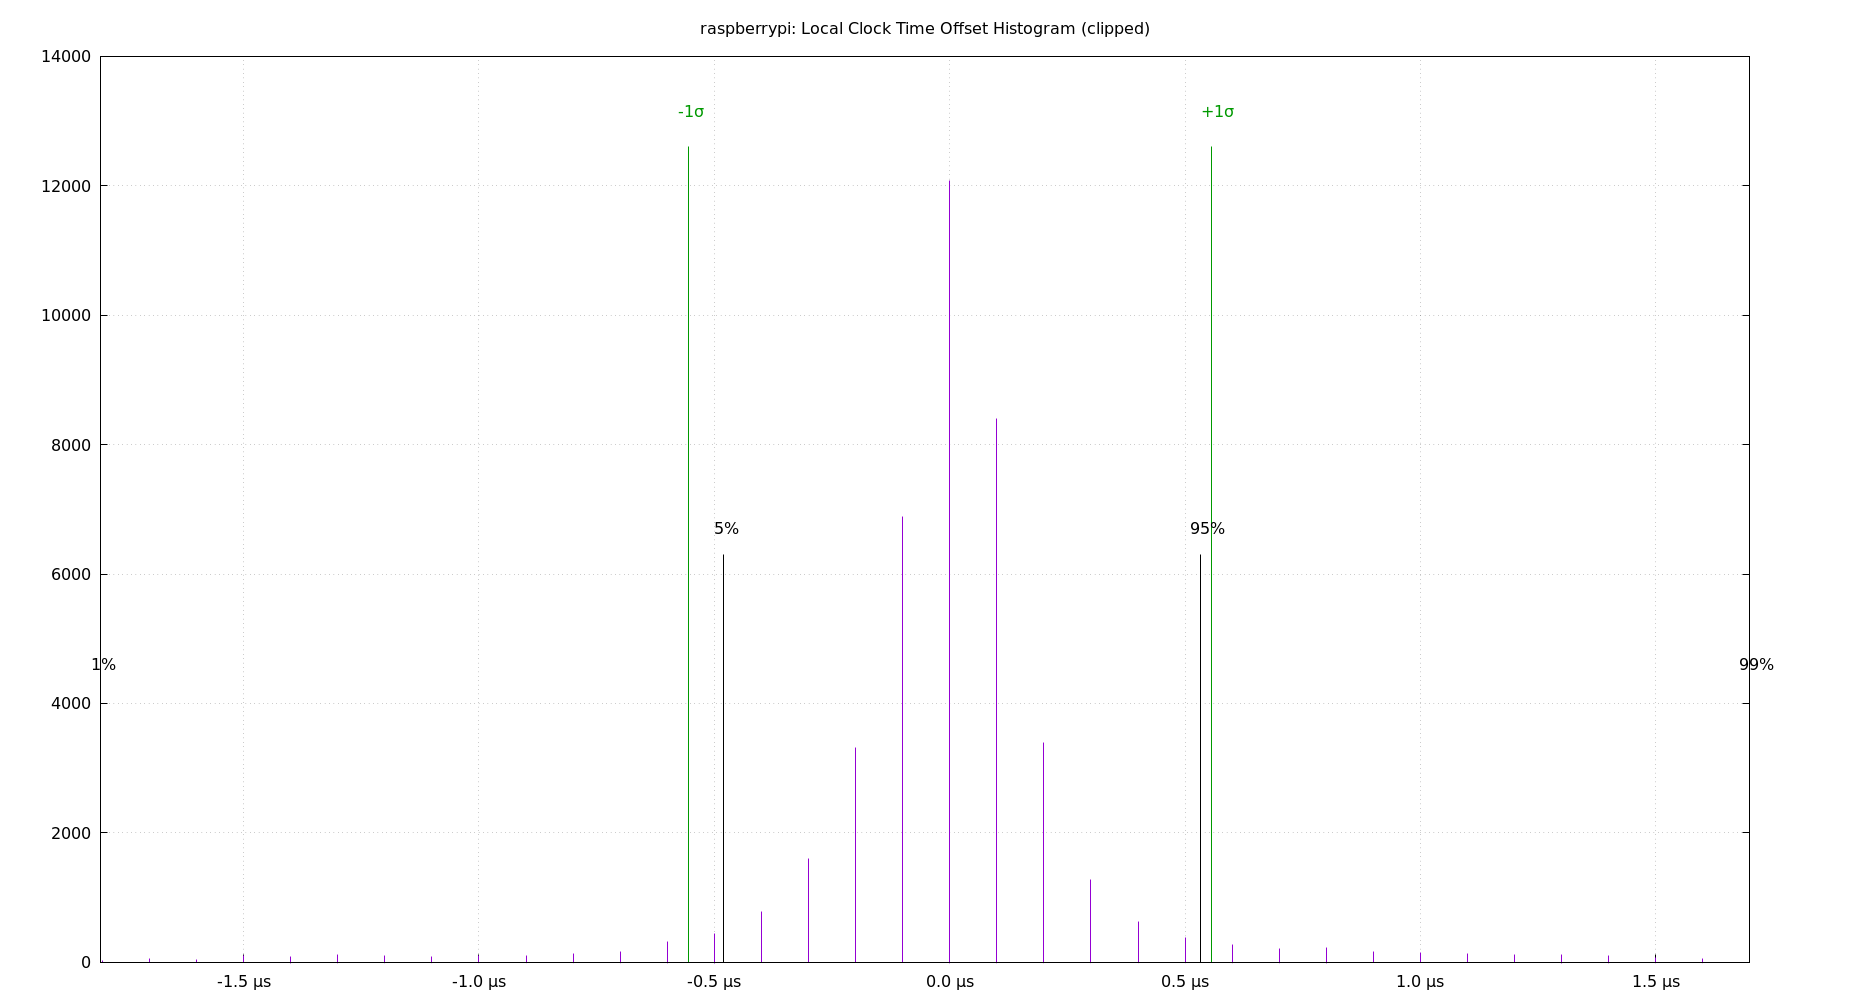 raspberrypi: Local Clock Time Offset Histogram (clipped)
14000
-1σ
+1σ
12000
10000
8000
5%
95%
6000
1%
99%
4000
2000
0
-1.5 µs
-1.0 µs
-0.5 µs
0.0 µs
0.5 µs
1.0 µs
1.5 µs